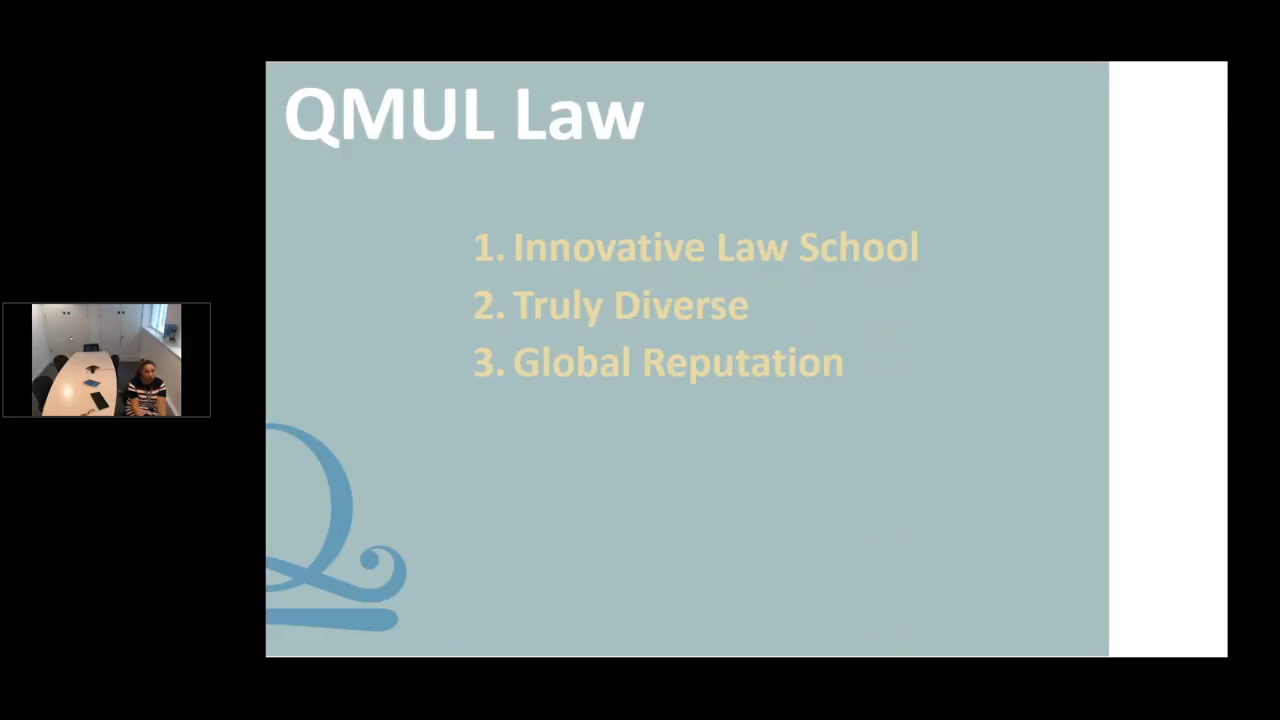 QMUL Law
1. Innovative Law School
2. Truly Diverse
3. Global Reputation